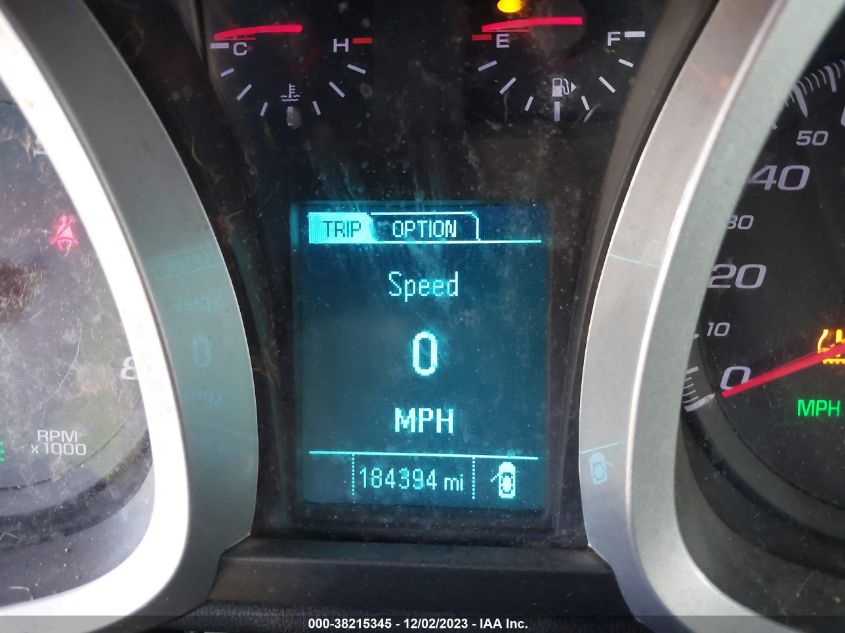 C H
E F
TRIP OPTION
Speed
0
MPH
184394 mi
8
RPM
x1000
50
40
30
20
10
0
MPH
000-38215345 - 12/02/2023 - IAA Inc.